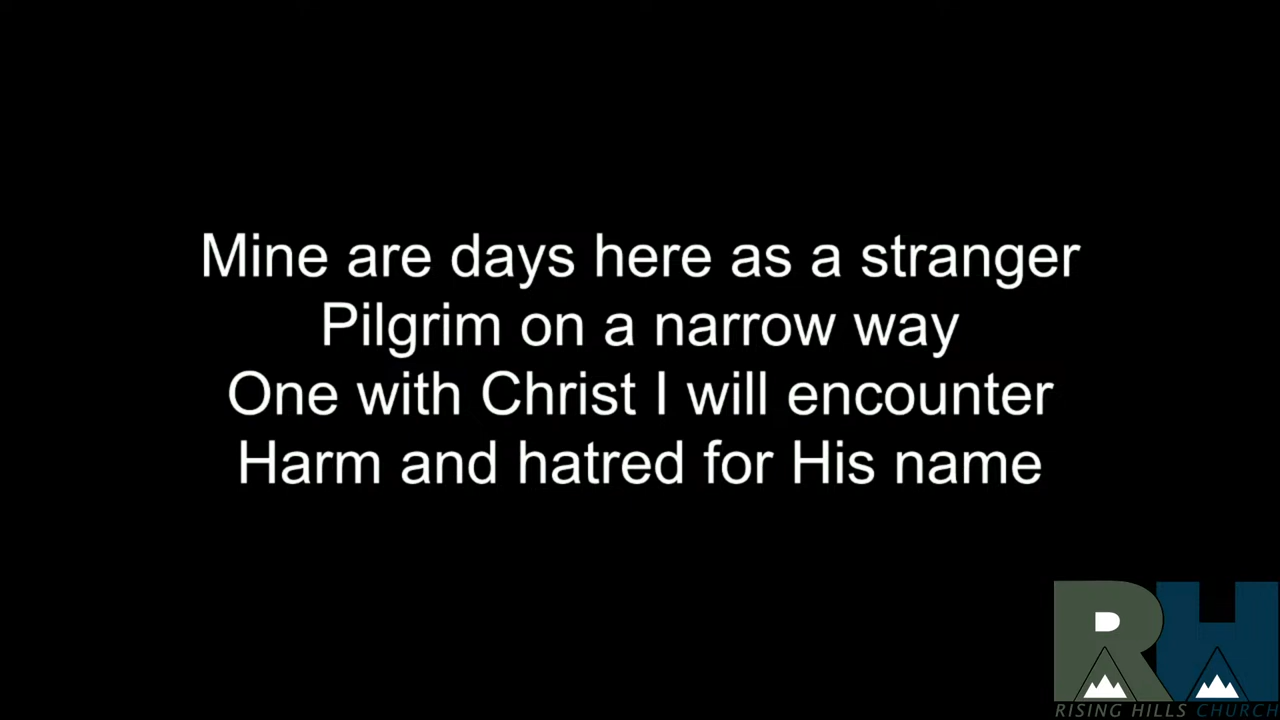 Mine are days here as a stranger
Pilgrim on a narrow way
One with Christ I will encounter
Harm and hatred for His name
RH
RISING HILLS CHURCH